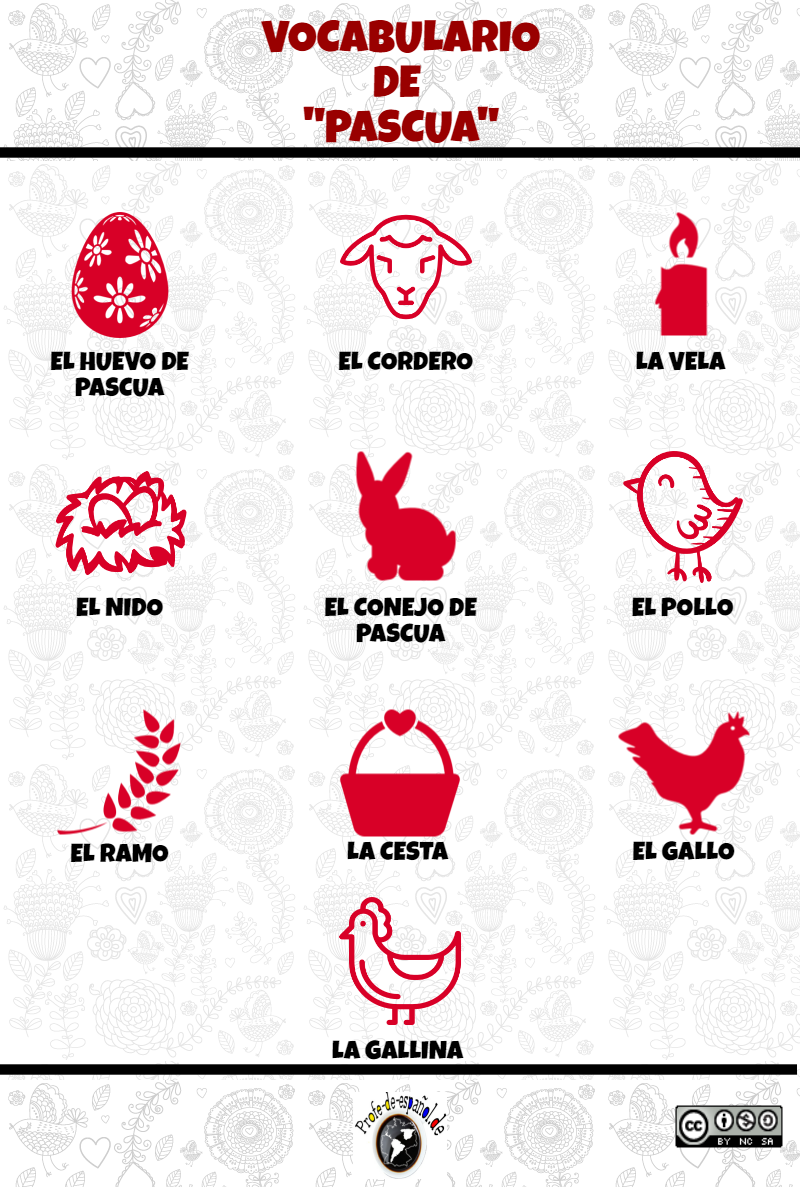 VOCABULARIO
DE
"PASCUA"
EL HUEVO DE
PASCUA
EL CORDERO
LA VELA
EL NIDO
EL CONEJO DE
PASCUA
EL POLLO
EL RAMO
LA CESTA
EL GALLO
LA GALLINA
Profe-de-español.de
cc
BY NC SA